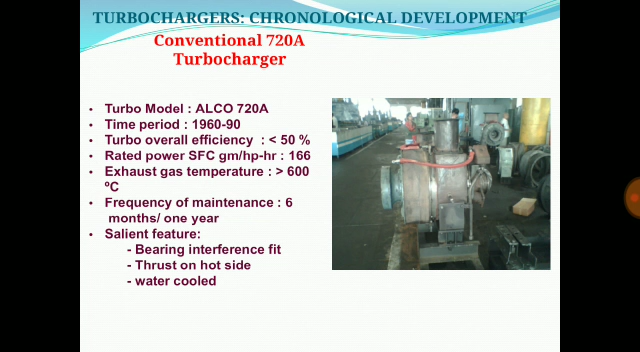 TURBOCHARGERS: CHRONOLOGICAL DEVELOPMENT
Conventional 720A
Turbocharger
• Turbo Model : ALCO 720A
• Time period : 1960-90
• Turbo overall efficiency : < 50 %
• Rated power SFC gm/hp-hr : 166
• Exhaust gas temperature : > 600
ºC
• Frequency of maintenance : 6
months/ one year
• Salient feature:
- Bearing interference fit
- Thrust on hot side
- water cooled